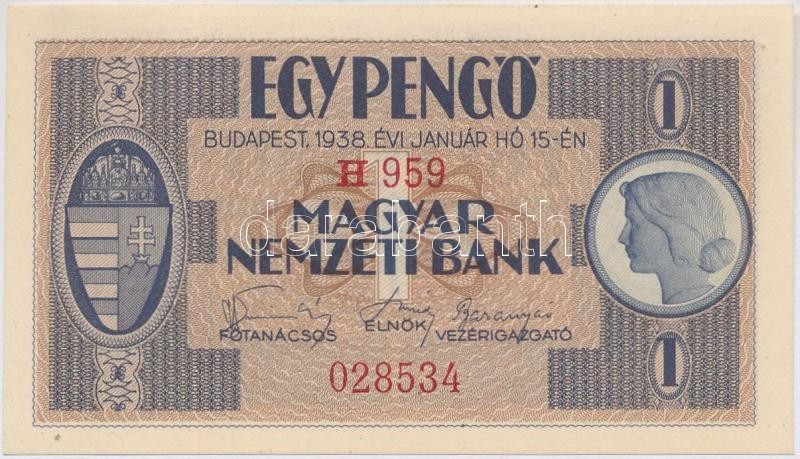 EGY PENGŐ
BUDAPEST, 1938. ÉVI JANUÁR HÓ 15-ÉN
1
H 959
darabanth
MAGYAR
NEMZETI BANK
FŐTANÁCSOS ELNÖK VEZÉRIGAZGATÓ
Baranyai
028534
1